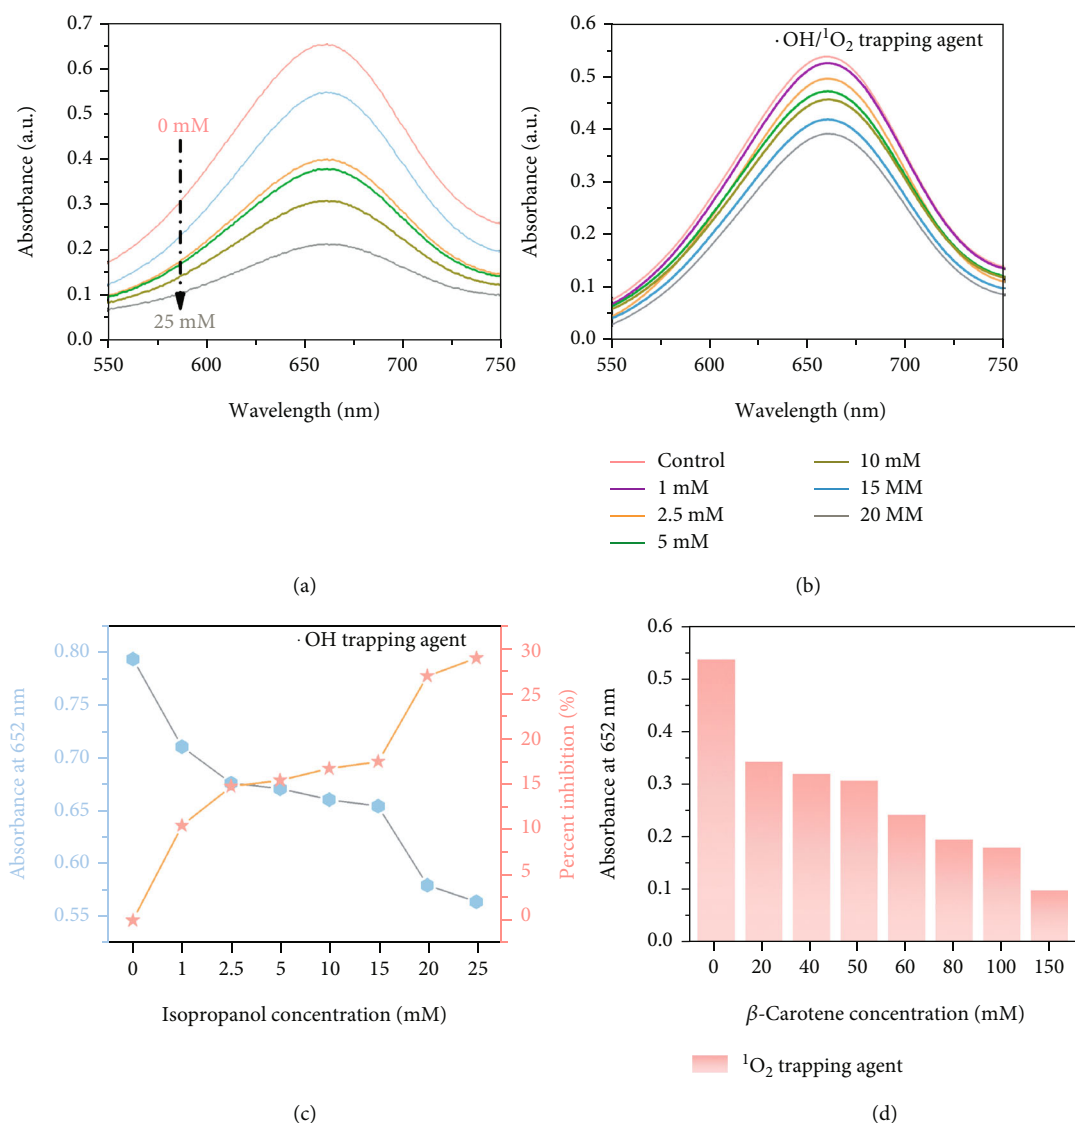 0.7
0.6
0.5
0.4
0.3
0.2
0.1
0.0
Absorbance (a.u.)
0 mM
25 mM
550 600 650 700 750
Wavelength (nm)
(a)
0.6
0.5
0.4
0.3
0.2
0.1
0.0
Absorbance (a.u.)
· OH/¹O₂ trapping agent
550 600 650 700 750
Wavelength (nm)
Control
1 mM
2.5 mM
5 mM
10 mM
15 MM
20 MM
(b)
0.80
0.75
0.70
0.65
0.60
0.55
Absorbance at 652 nm
· OH trapping agent
30
25
20
15
10
5
0
Percent inhibition (%)
0 1 2.5 5 10 15 20 25
Isopropanol concentration (mM)
(c)
0.6
0.5
0.4
0.3
0.2
0.1
0.0
Absorbance at 652 nm
0 20 40 50 60 80 100 150
β-Carotene concentration (mM)
¹O₂ trapping agent
(d)